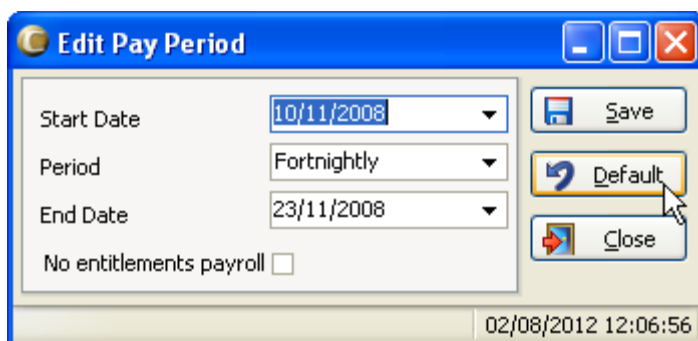 Edit Pay Period
Start Date 10/11/2008 Save
Period Fortnightly Default
End Date 23/11/2008 Close
No entitlements payroll
02/08/2012 12:06:56